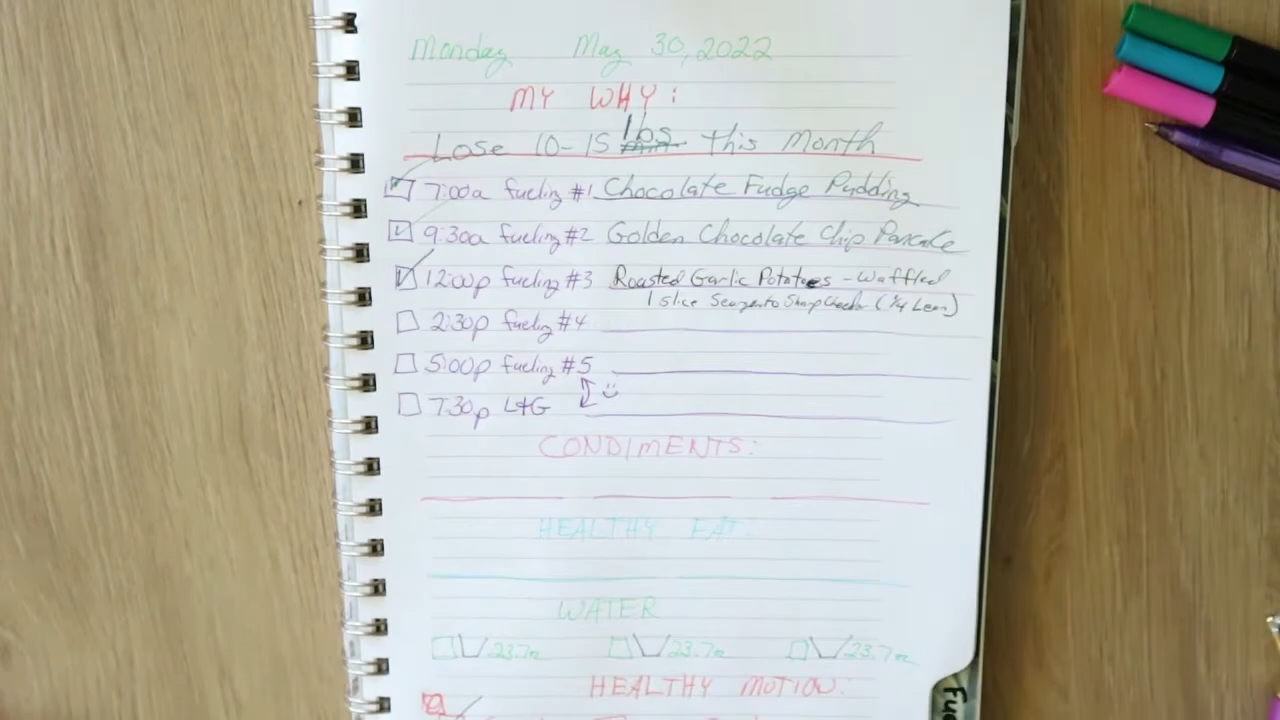 Monday May 30, 2022
MY WHY:
Lose 10-15 lbs this Month
7:00a fueling #1 Chocolate Fudge Pudding
9:30a fueling #2 Golden Chocolate Chip Pancake
12:00p fueling #3 Roasted Garlic Potatoes - Waffled
1 slice Sargento Sharp Cheddar (1/4 Lean)
2:30p fueling #4
5:00p fueling #5
7:30p L&G
CONDIMENTS:
HEALTHY FAT:
WATER
23.7oz 23.7oz 23.7oz
HEALTHY MOTION: